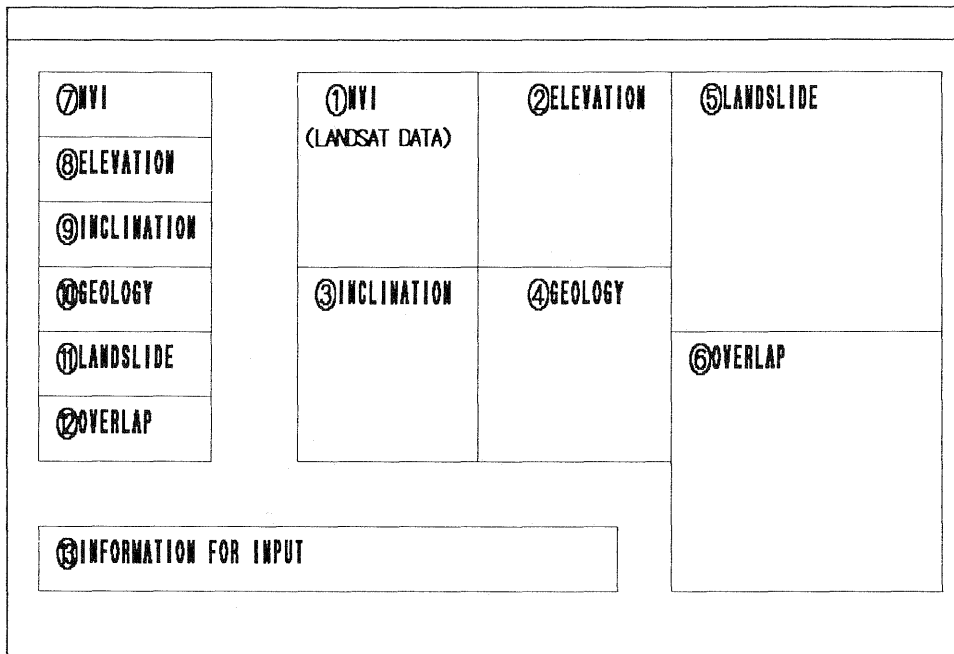 ⑦NVI
⑧ELEVATION
⑨INCLINATION
⑩GEOLOGY
⑪LANDSLIDE
⑫OVERLAP
①NVI
(LANDSAT DATA)
②ELEVATION
③INCLINATION
④GEOLOGY
⑤LANDSLIDE
⑥OVERLAP
⑬INFORMATION FOR INPUT